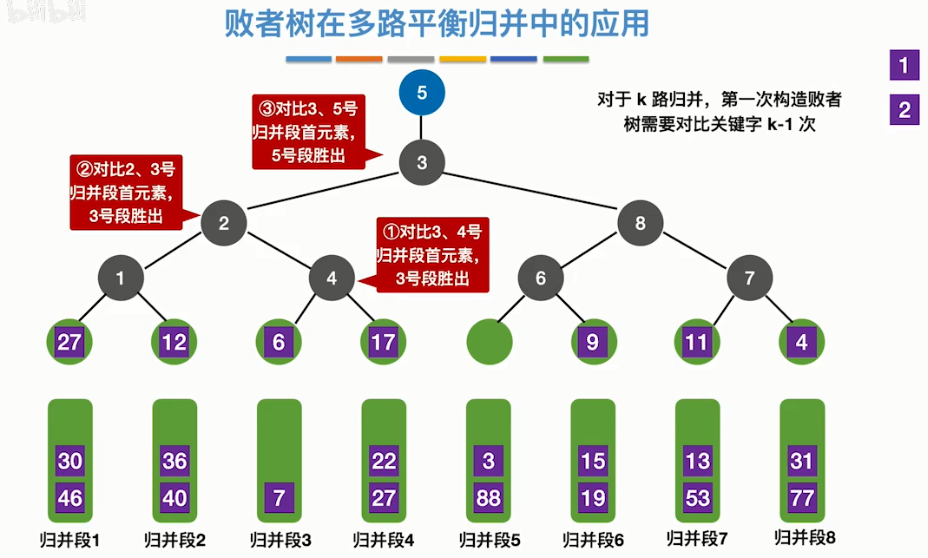 bilibili
败者树在多路平衡归并中的应用
1
2
对于 k 路归并，第一次构造败者
树需要对比关键字 k-1 次
5
③对比3、5号
归并段首元素，
5号段胜出
3
②对比2、3号
归并段首元素，
3号段胜出
2
8
①对比3、4号
归并段首元素，
3号段胜出
1
4
6
7
27
12
6
17
9
11
4
30
36
22
3
15
13
31
46
40
7
27
88
19
53
77
归并段1
归并段2
归并段3
归并段4
归并段5
归并段6
归并段7
归并段8